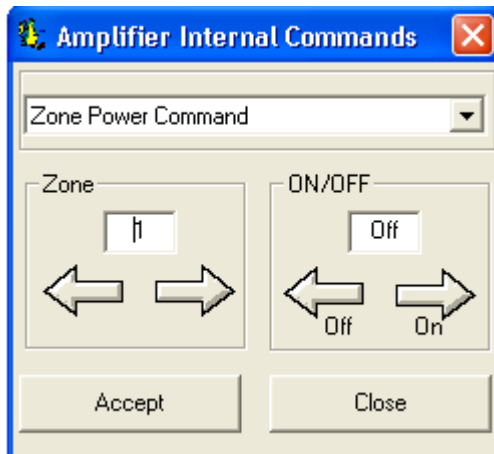 Amplifier Internal Commands
Zone Power Command
Zone
1
ON/OFF
Off
Off
On
Accept
Close